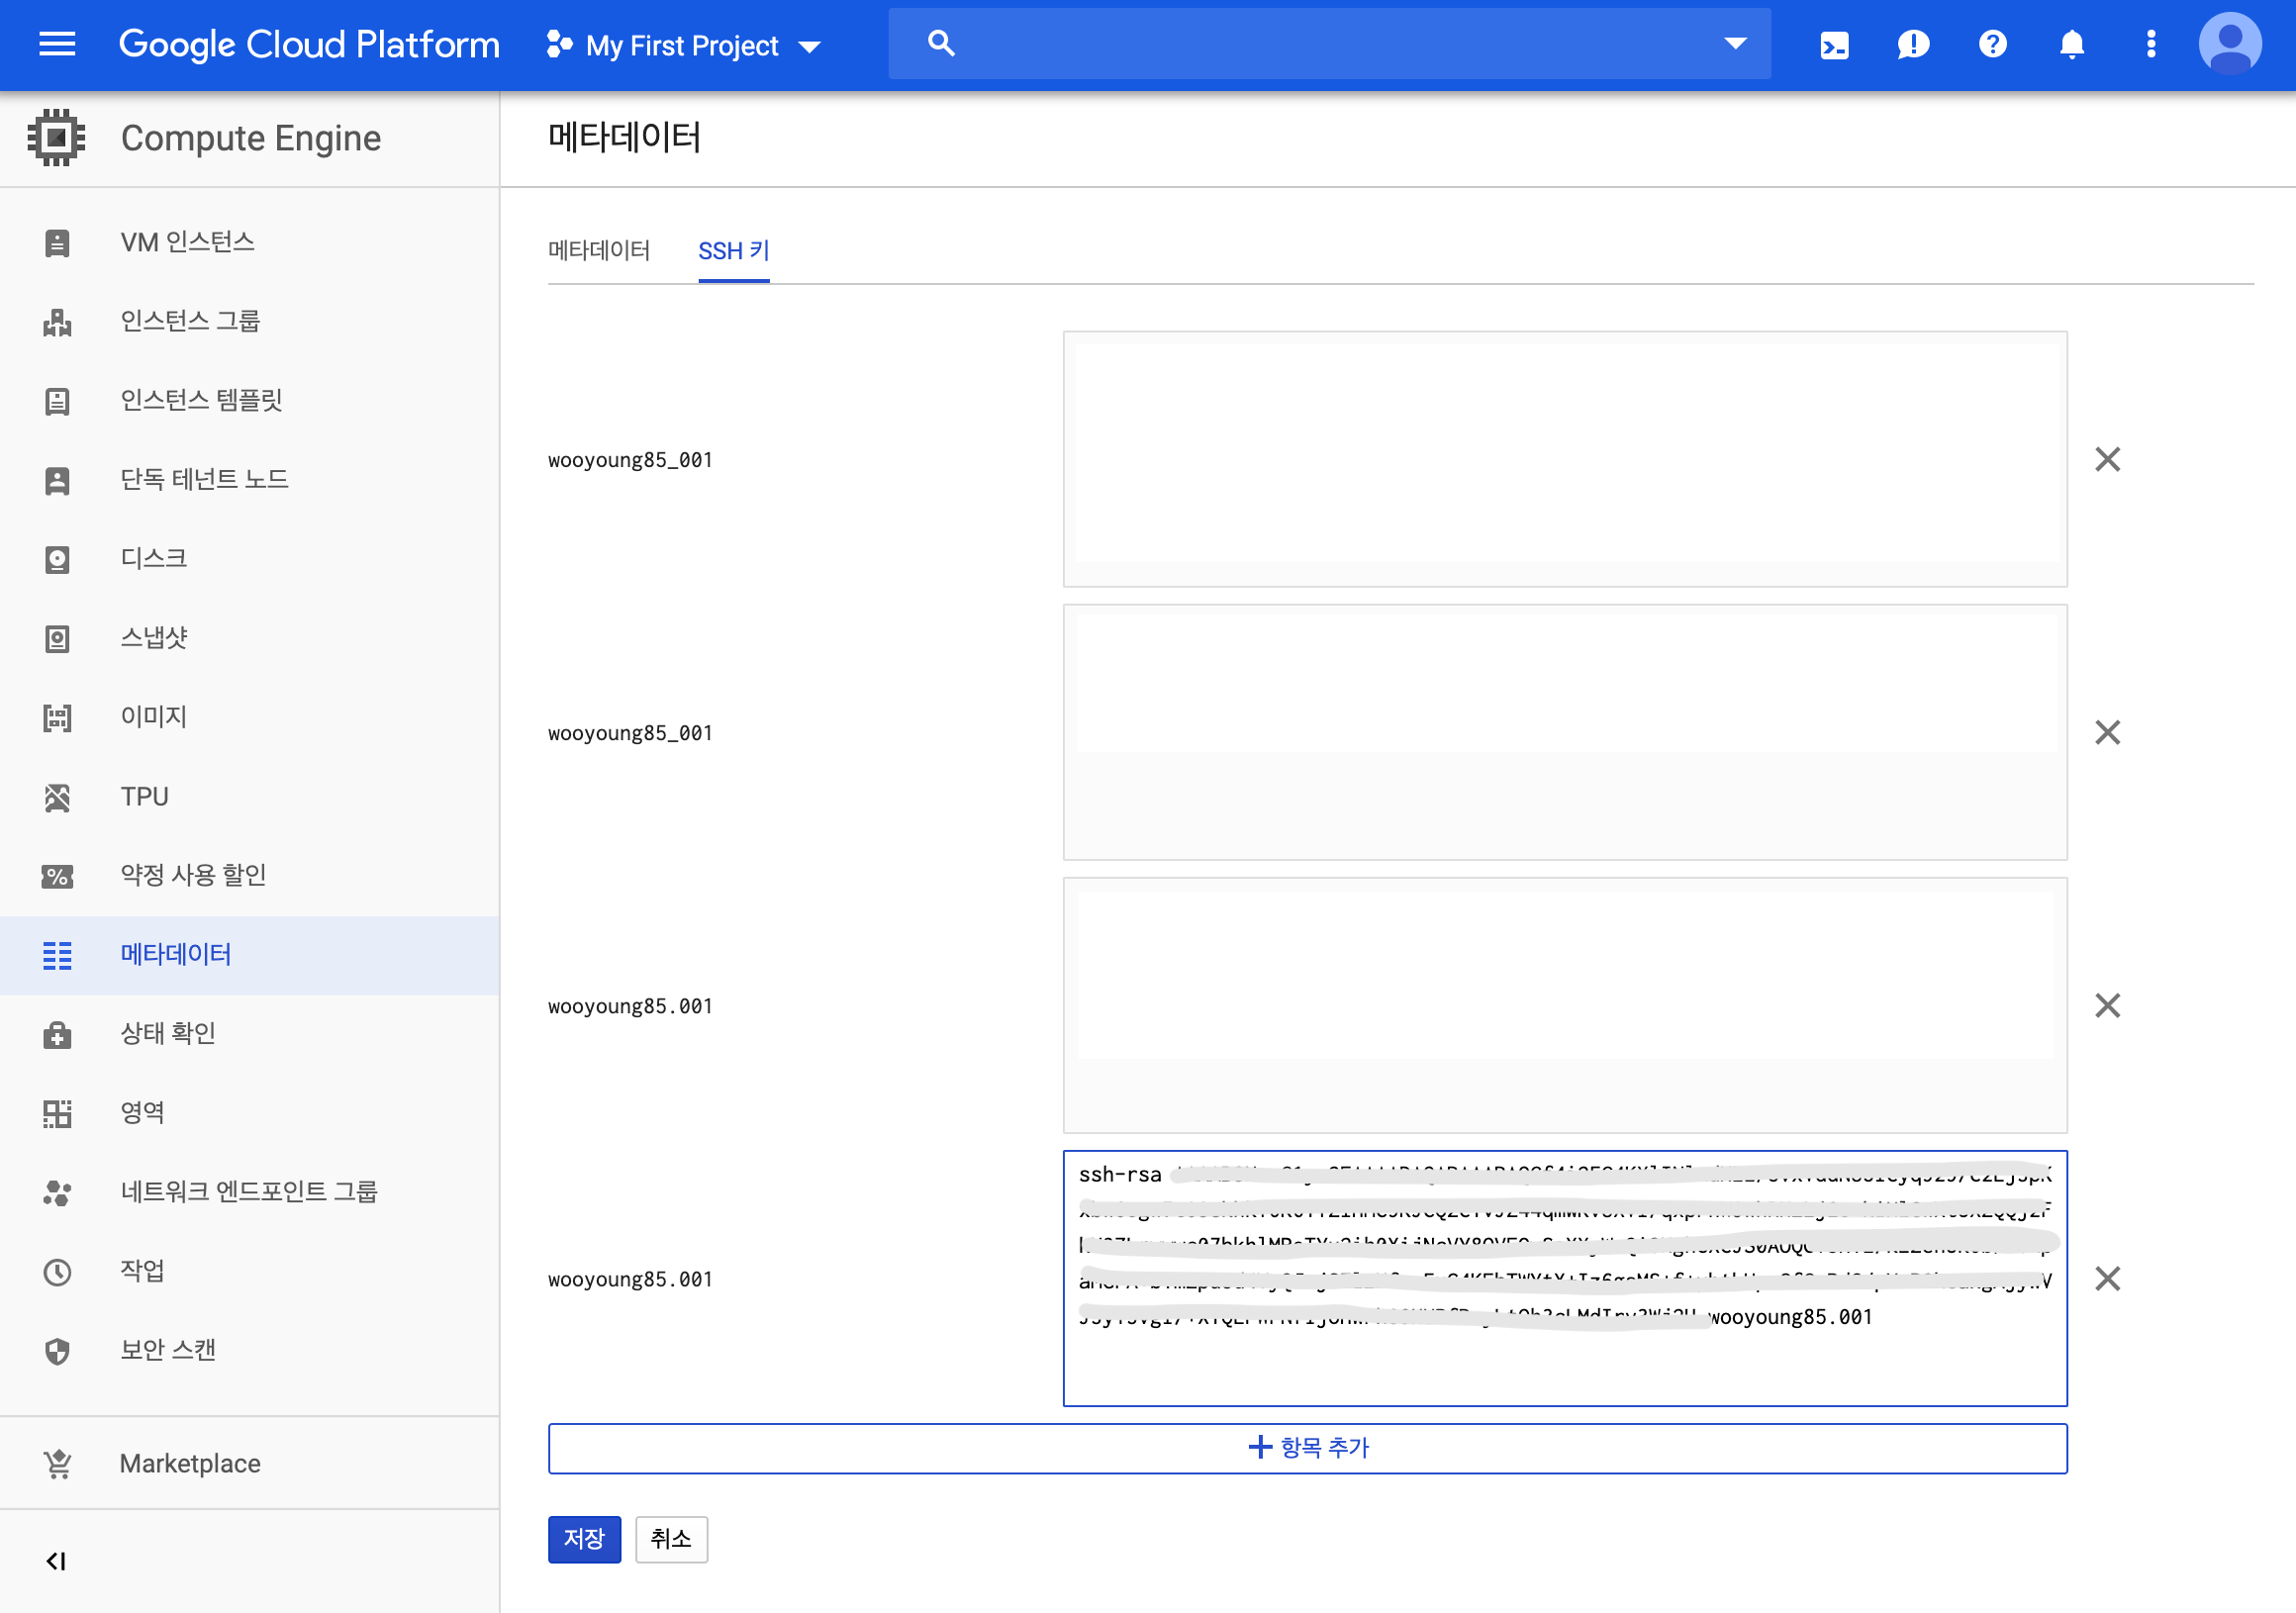 Google Cloud Platform
My First Project
Compute Engine
메타데이터
VM 인스턴스
인스턴스 그룹
인스턴스 템플릿
단독 테넌트 노드
디스크
스냅샷
이미지
TPU
약정 사용 할인
메타데이터
상태 확인
영역
네트워크 엔드포인트 그룹
작업
보안 스캔
Marketplace
메타데이터
SSH 키
wooyoung85_001
wooyoung85_001
wooyoung85.001
wooyoung85.001
ssh-rsa
wooyoung85.001
항목 추가
저장
취소